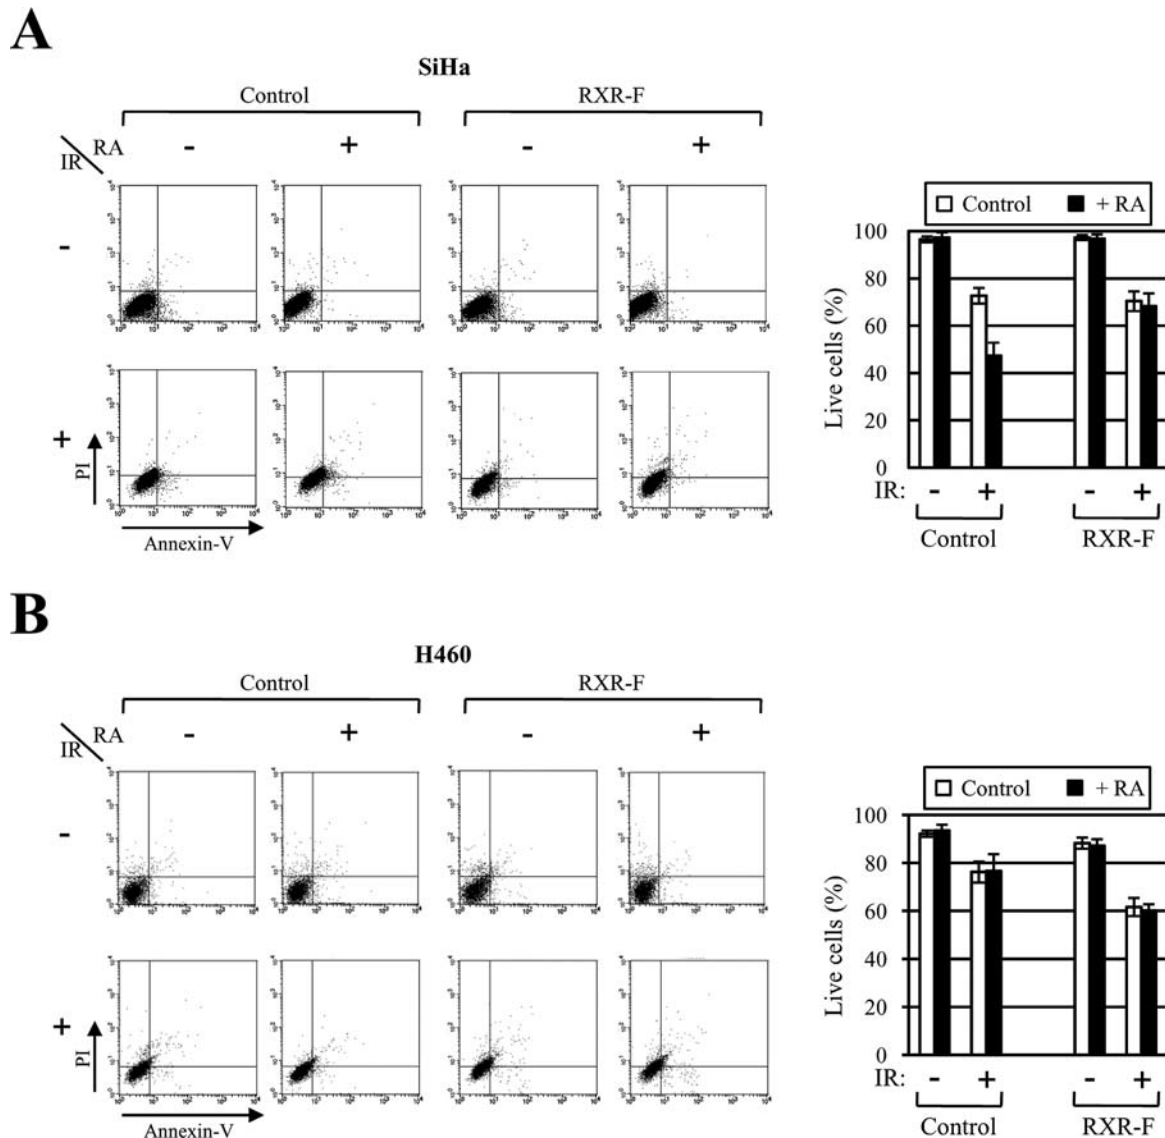 A
SiHa
Control RXR-F
IR RA - + - +
-
+
PI
Annexin-V
Control + RA
Live cells (%)
100
80
60
40
20
0
IR: - + - +
Control RXR-F
B
H460
Control RXR-F
IR RA - + - +
-
+
PI
Annexin-V
Control + RA
Live cells (%)
100
80
60
40
20
0
IR: - + - +
Control RXR-F